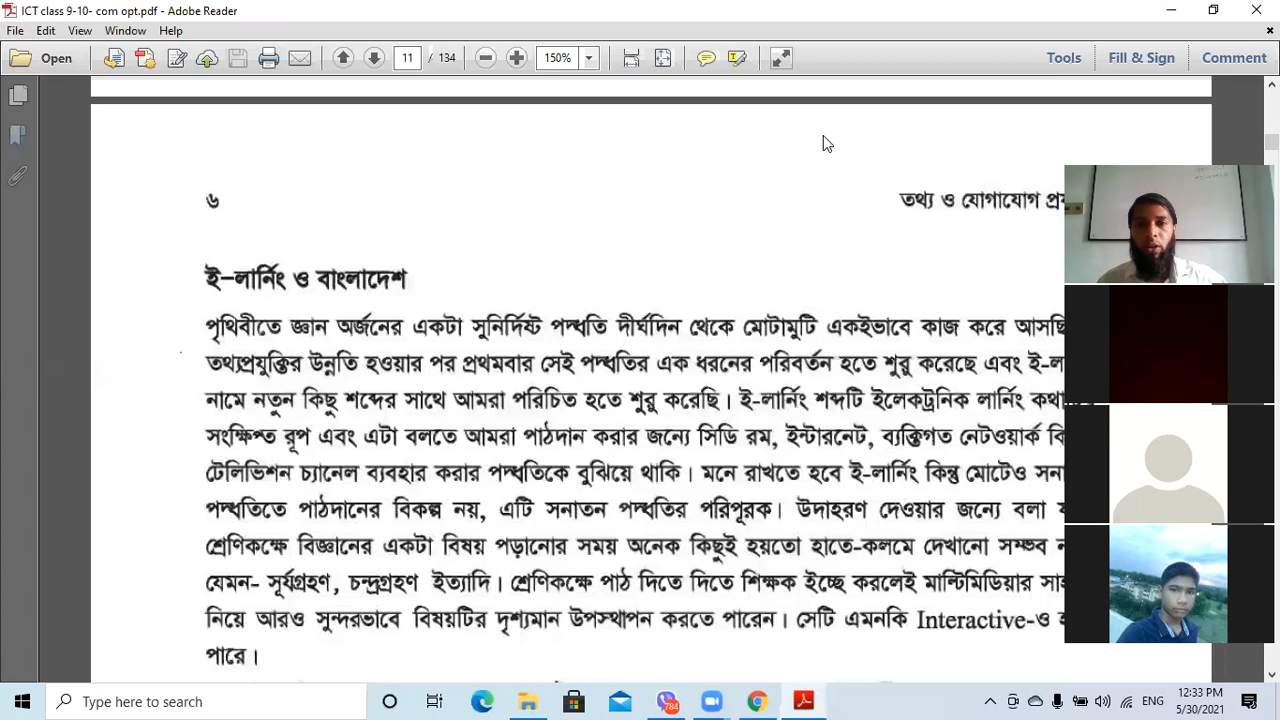 ICT class 9-10- com opt.pdf - Adobe Reader
File Edit View Window Help
Open 11 / 134 150% Tools Fill & Sign Comment
৬ তথ্য ও যোগাযোগ
ই-লার্নিং ও বাংলাদেশ
পৃথিবীতে জ্ঞান অর্জনের একটা সুনির্দিষ্ট পদ্ধতি দীর্ঘদিন থেকে মোটামুটি একইভাবে কাজ করে
তথ্যপ্রযুক্তির উন্নতি হওয়ার পর প্রথমবার সেই পদ্ধতির এক ধরনের পরিবর্তন হতে শুরু করেছে এবং
নামে নতুন কিছু শব্দের সাথে আমরা পরিচিত হতে শুরু করেছি। ই-লার্নিং শব্দটি ইলেকট্রনিক লার্নিং
সংক্ষিপ্ত রূপ এবং এটা বলতে আমরা পাঠদান করার জন্যে সিডি রম, ইন্টারনেট, ব্যক্তিগত নেটওয়ার্ক
টেলিভিশন চ্যানেল ব্যবহার করার পদ্ধতিকে বুঝিয়ে থাকি। মনে রাখতে হবে ই-লার্নিং কিন্তু মোটেও
পদ্ধতিতে পাঠদানের বিকল্প নয়, এটি সনাতন পদ্ধতির পরিপূরক। উদাহরণ দেওয়ার জন্যে বলা
শ্রেণিকক্ষে বিজ্ঞানের একটা বিষয় পড়ানোর সময় অনেক কিছুই হয়তো হাতে-কলমে দেখানো সম্ভব
যেমন- সূর্যগ্রহণ, চন্দ্রগ্রহণ ইত্যাদি। শ্রেণিকক্ষে পাঠ দিতে দিতে শিক্ষক ইচ্ছে করলেই মাল্টিমিডিয়ার
নিয়ে আরও সুন্দরভাবে বিষয়টির দৃশ্যমান উপস্থাপন করতে পারেন। সেটি এমনকি Interactive-ও
পারে।
Type here to search
784
ENG
12:33 PM
5/30/2021